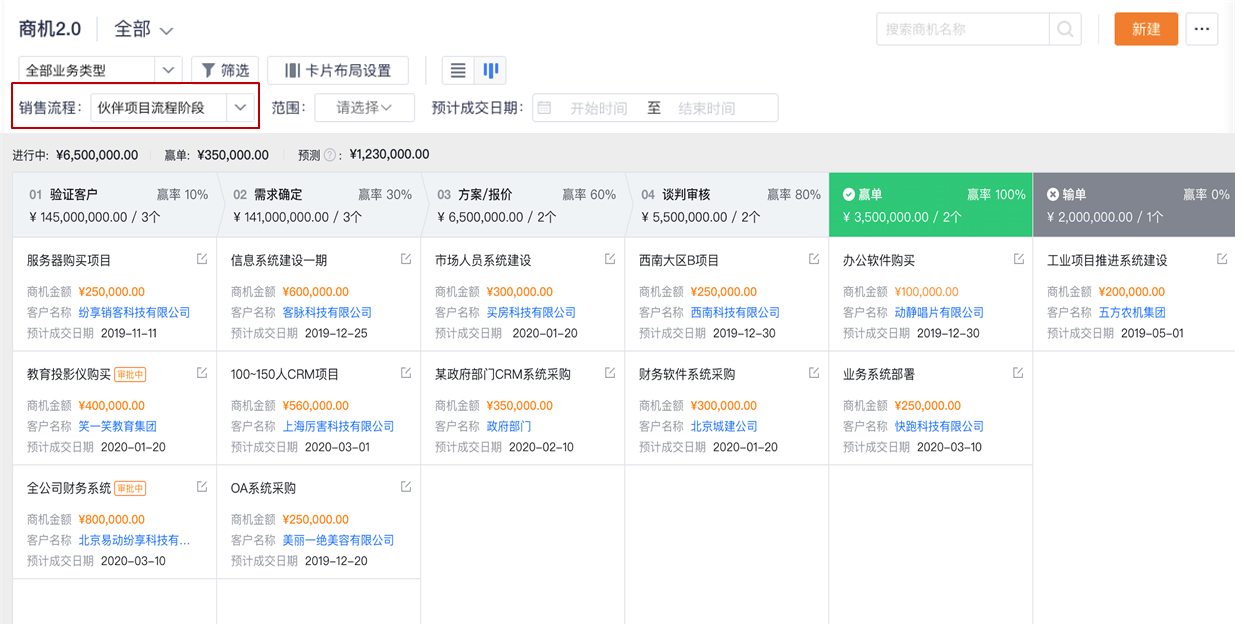 商机2.0 全部 搜索商机名称 新建 ...
全部业务类型 筛选 卡片布局设置
销售流程: 伙伴项目流程阶段 范围: 请选择 预计成交日期: 开始时间 至 结束时间
进行中: ¥6,500,000.00 赢单: ¥350,000.00 预测 ? : ¥1,230,000.00
01 验证客户 赢率 10%
¥ 145,000,000.00 / 3个
服务器购买项目
商机金额 ¥250,000.00
客户名称 纷享销客科技有限公司
预计成交日期 2019-11-11
教育投影仪购买 审批中
商机金额 ¥400,000.00
客户名称 笑一笑教育集团
预计成交日期 2020-01-20
全公司财务系统 审批中
商机金额 ¥800,000.00
客户名称 北京易动纷享科技有...
预计成交日期 2020-03-10
02 需求确定 赢率 30%
¥ 141,000,000.00 / 3个
信息系统建设一期
商机金额 ¥600,000.00
客户名称 客脉科技有限公司
预计成交日期 2019-12-25
100~150人CRM项目
商机金额 ¥560,000.00
客户名称 上海厉害科技有限公司
预计成交日期 2020-03-01
OA系统采购
商机金额 ¥250,000.00
客户名称 美丽一绝美容有限公司
预计成交日期 2019-12-20
03 方案/报价 赢率 60%
¥ 6,500,000.00 / 2个
市场人员系统建设
商机金额 ¥300,000.00
客户名称 买房科技有限公司
预计成交日期 2020-01-20
某政府部门CRM系统采购
商机金额 ¥350,000.00
客户名称 政府部门
预计成交日期 2020-02-10
04 谈判审核 赢率 80%
¥ 5,500,000.00 / 2个
西南大区B项目
商机金额 ¥250,000.00
客户名称 西南科技有限公司
预计成交日期 2019-12-30
财务软件系统采购
商机金额 ¥300,000.00
客户名称 北京城建公司
预计成交日期 2020-01-20
赢单 赢率 100%
¥ 3,500,000.00 / 2个
办公软件购买
商机金额 ¥100,000.00
客户名称 动静唱片有限公司
预计成交日期 2019-12-30
业务系统部署
商机金额 ¥250,000.00
客户名称 快跑科技有限公司
预计成交日期 2020-03-10
输单 赢率 0%
¥ 2,000,000.00 / 1个
工业项目推进系统建设
商机金额 ¥200,000.00
客户名称 五方农机集团
预计成交日期 2019-05-01